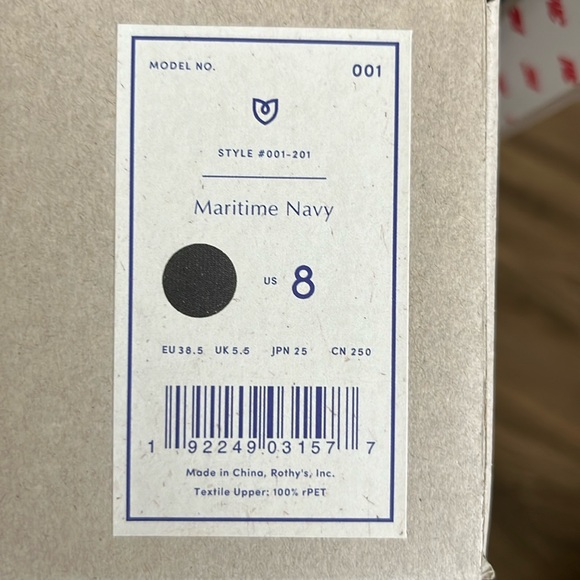 MODEL NO. 001
STYLE #001-201
Maritime Navy
US 8
EU 38.5 UK 5.5 JPN 25 CN 250
1 92249 03157 7
Made in China, Rothy's, Inc.
Textile Upper: 100% rPET